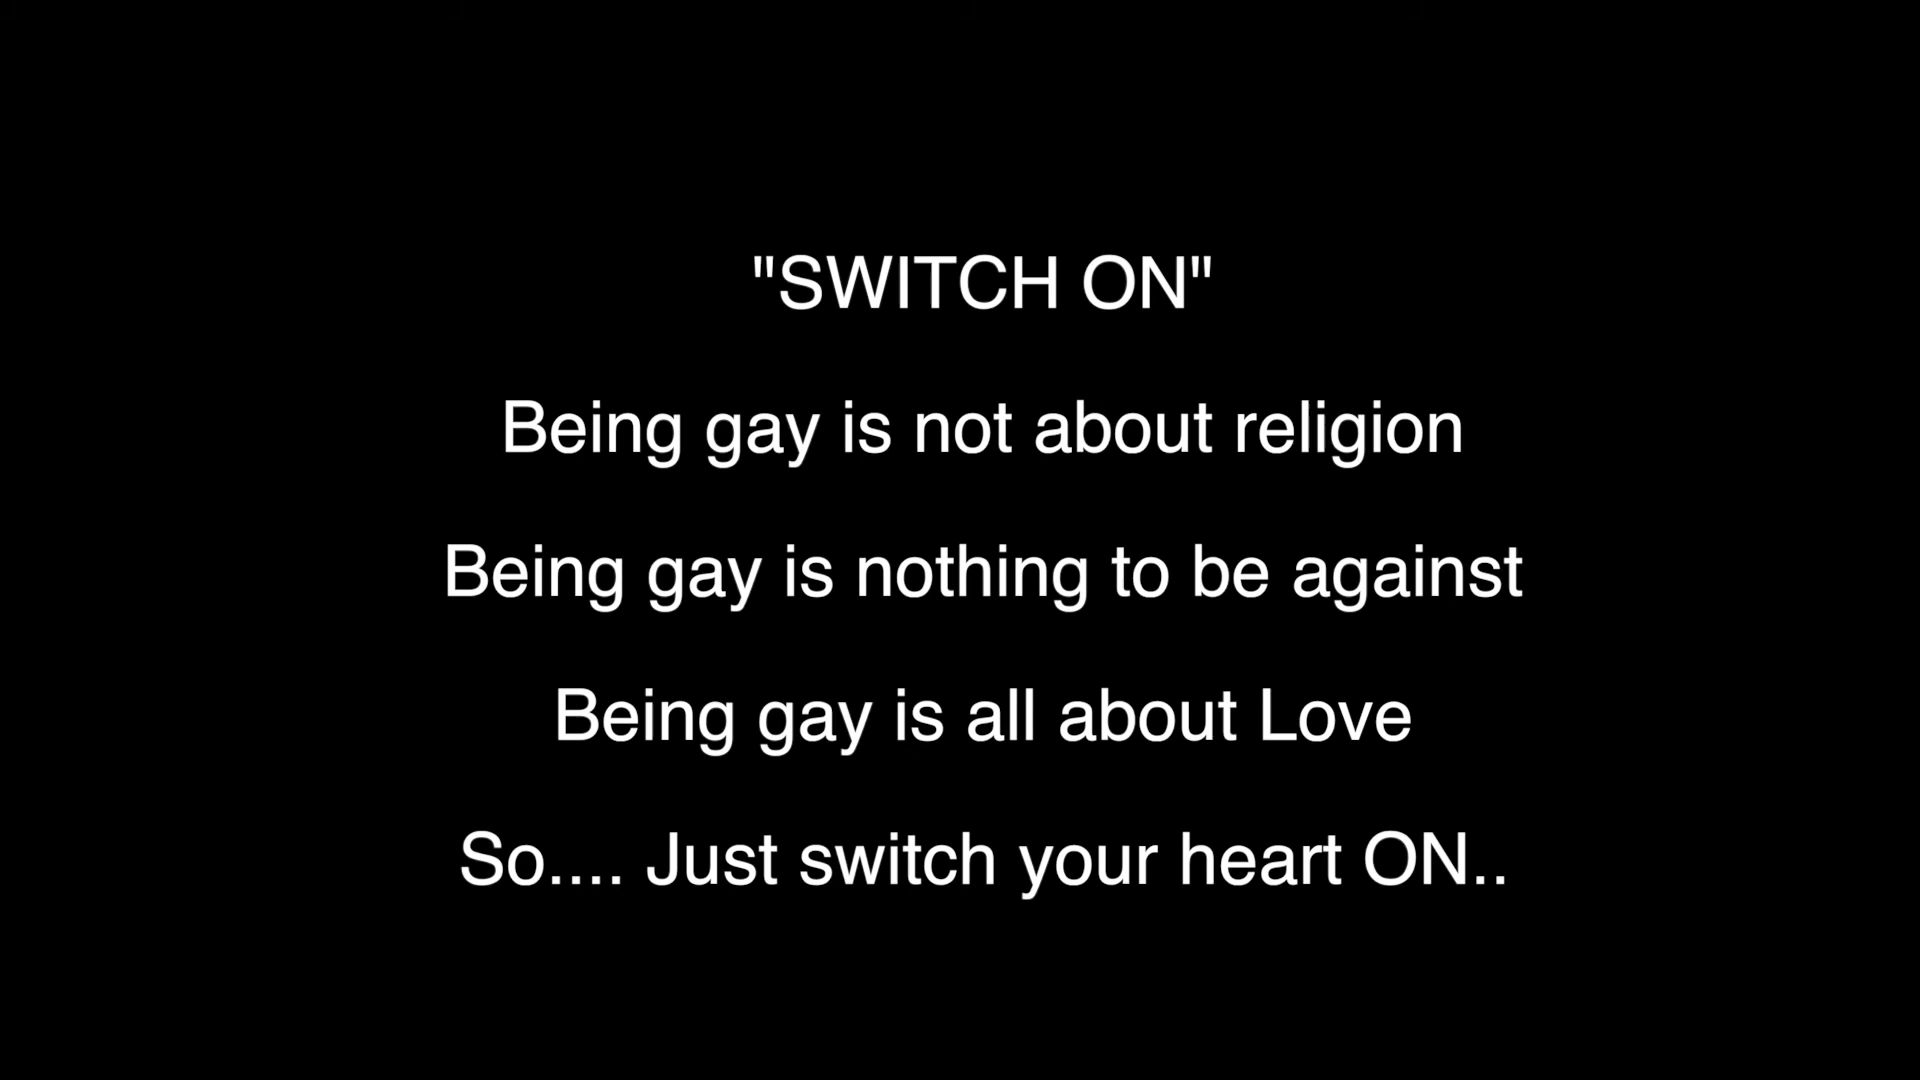 "SWITCH ON"
Being gay is not about religion
Being gay is nothing to be against
Being gay is all about Love
So.... Just switch your heart ON..